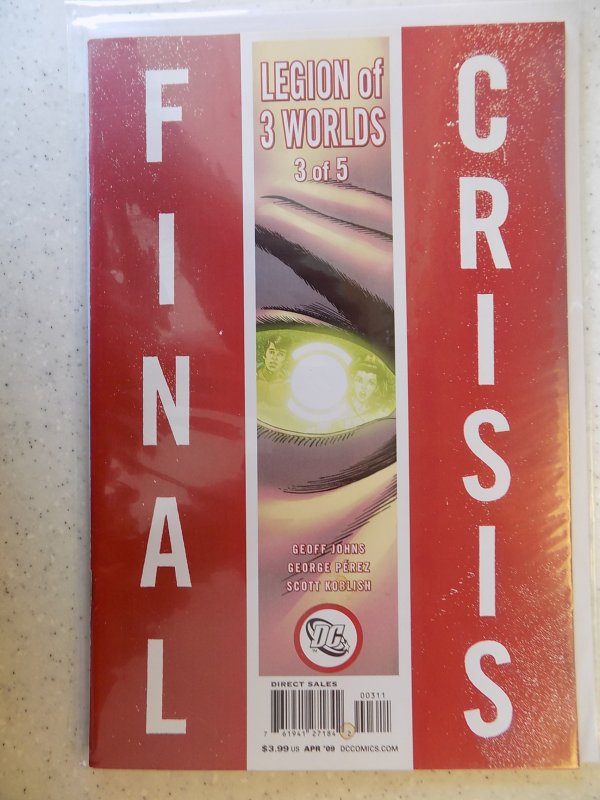 FINAL
LEGION of
3 WORLDS
3 of 5
CRISIS
GEOFF JOHNS
GEORGE PÉREZ
SCOTT KOBLISH
DC
TM
DIRECT SALES
00311
7 61941 27184 2
$3.99 US APR '09 DCCOMICS.COM